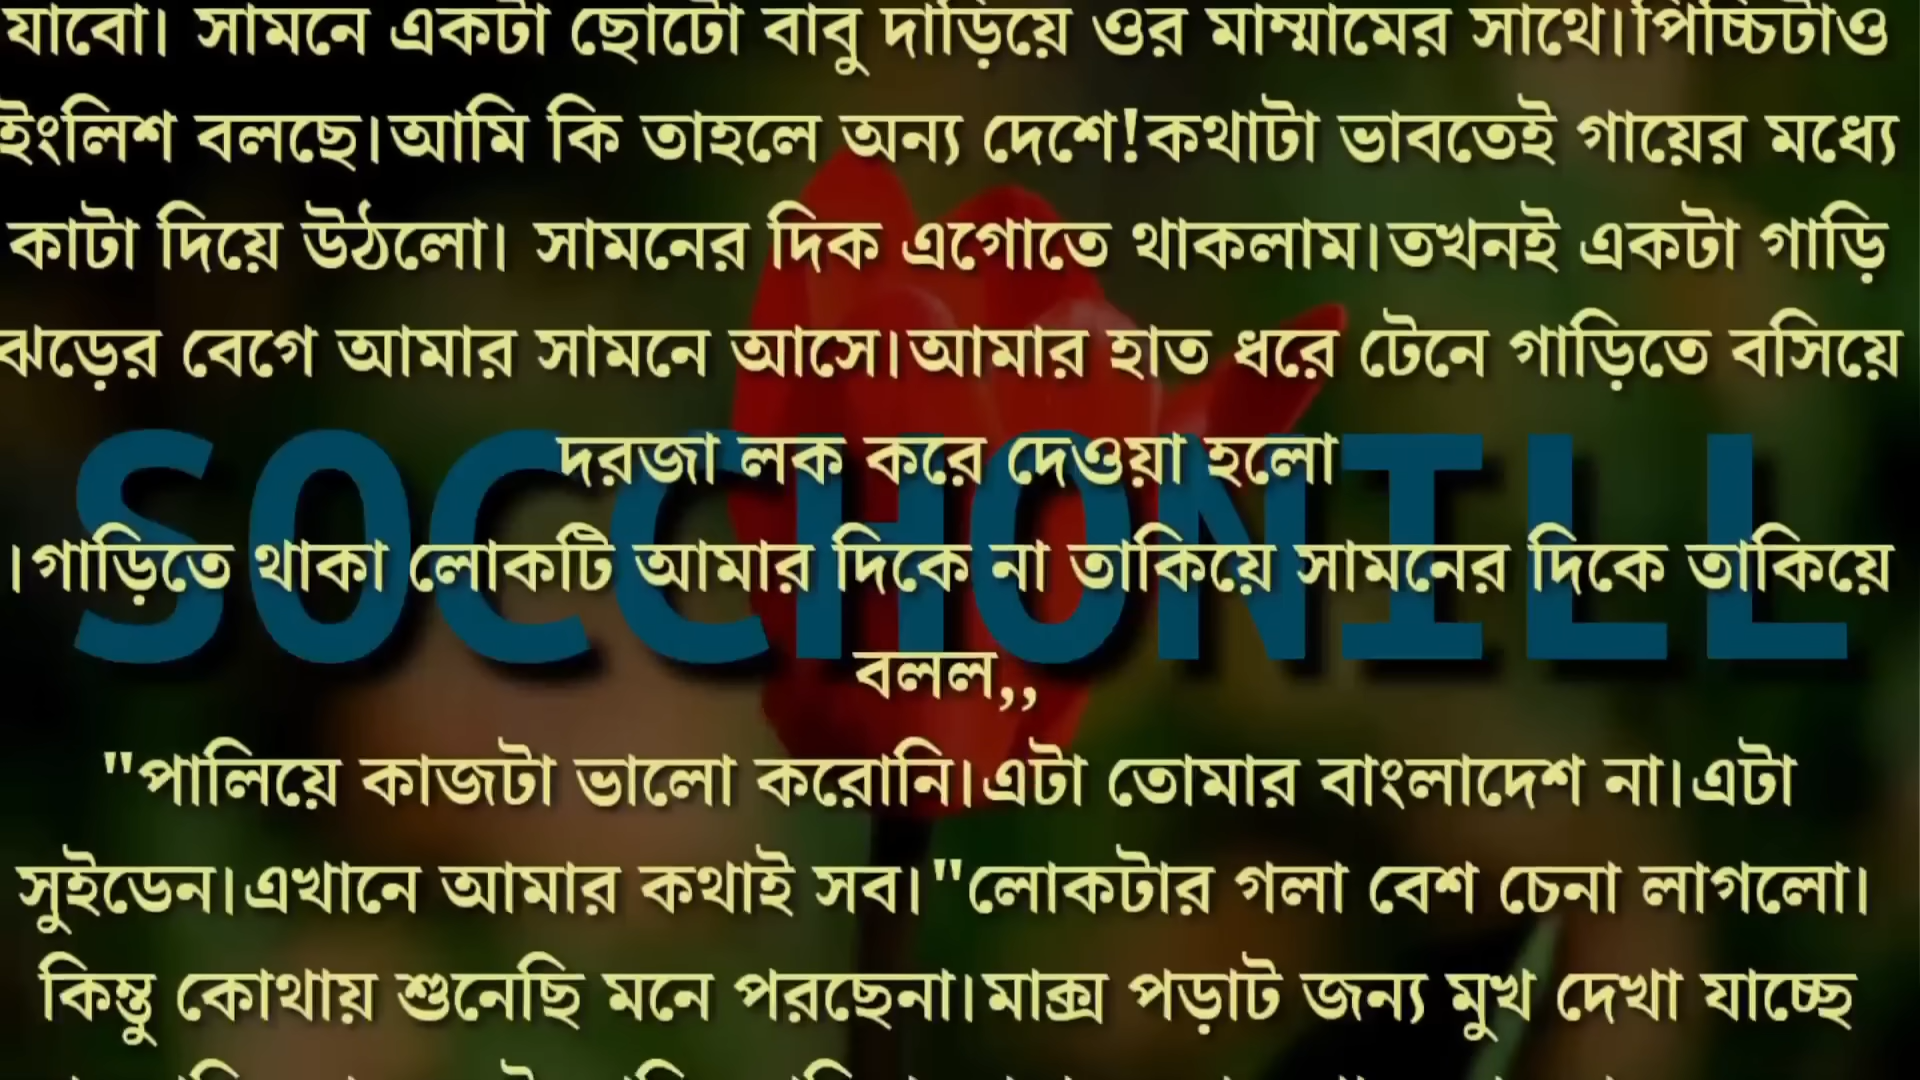 যাবো। সামনে একটা ছোটো বাবু দাড়িয়ে ওর মাম্মামের সাথে।পিচ্চিটাও
ইংলিশ বলছে।আমি কি তাহলে অন্য দেশে!কথাটা ভাবতেই গায়ের মধ্যে
কাটা দিয়ে উঠলো। সামনের দিক এগোতে থাকলাম।তখনই একটা গাড়ি
ঝড়ের বেগে আমার সামনে আসে।আমার হাত ধরে টেনে গাড়িতে বসিয়ে
দরজা লক করে দেওয়া হলো
SOCCHONILL
।গাড়িতে থাকা লোকটি আমার দিকে না তাকিয়ে সামনের দিকে তাকিয়ে
বলল,,
"পালিয়ে কাজটা ভালো করোনি।এটা তোমার বাংলাদেশ না।এটা
সুইডেন।এখানে আমার কথাই সব।"লোকটার গলা বেশ চেনা লাগলো।
কিন্তু কোথায় শুনেছি মনে পরছেনা।মাক্স পড়াট জন্য মুখ দেখা যাচ্ছে